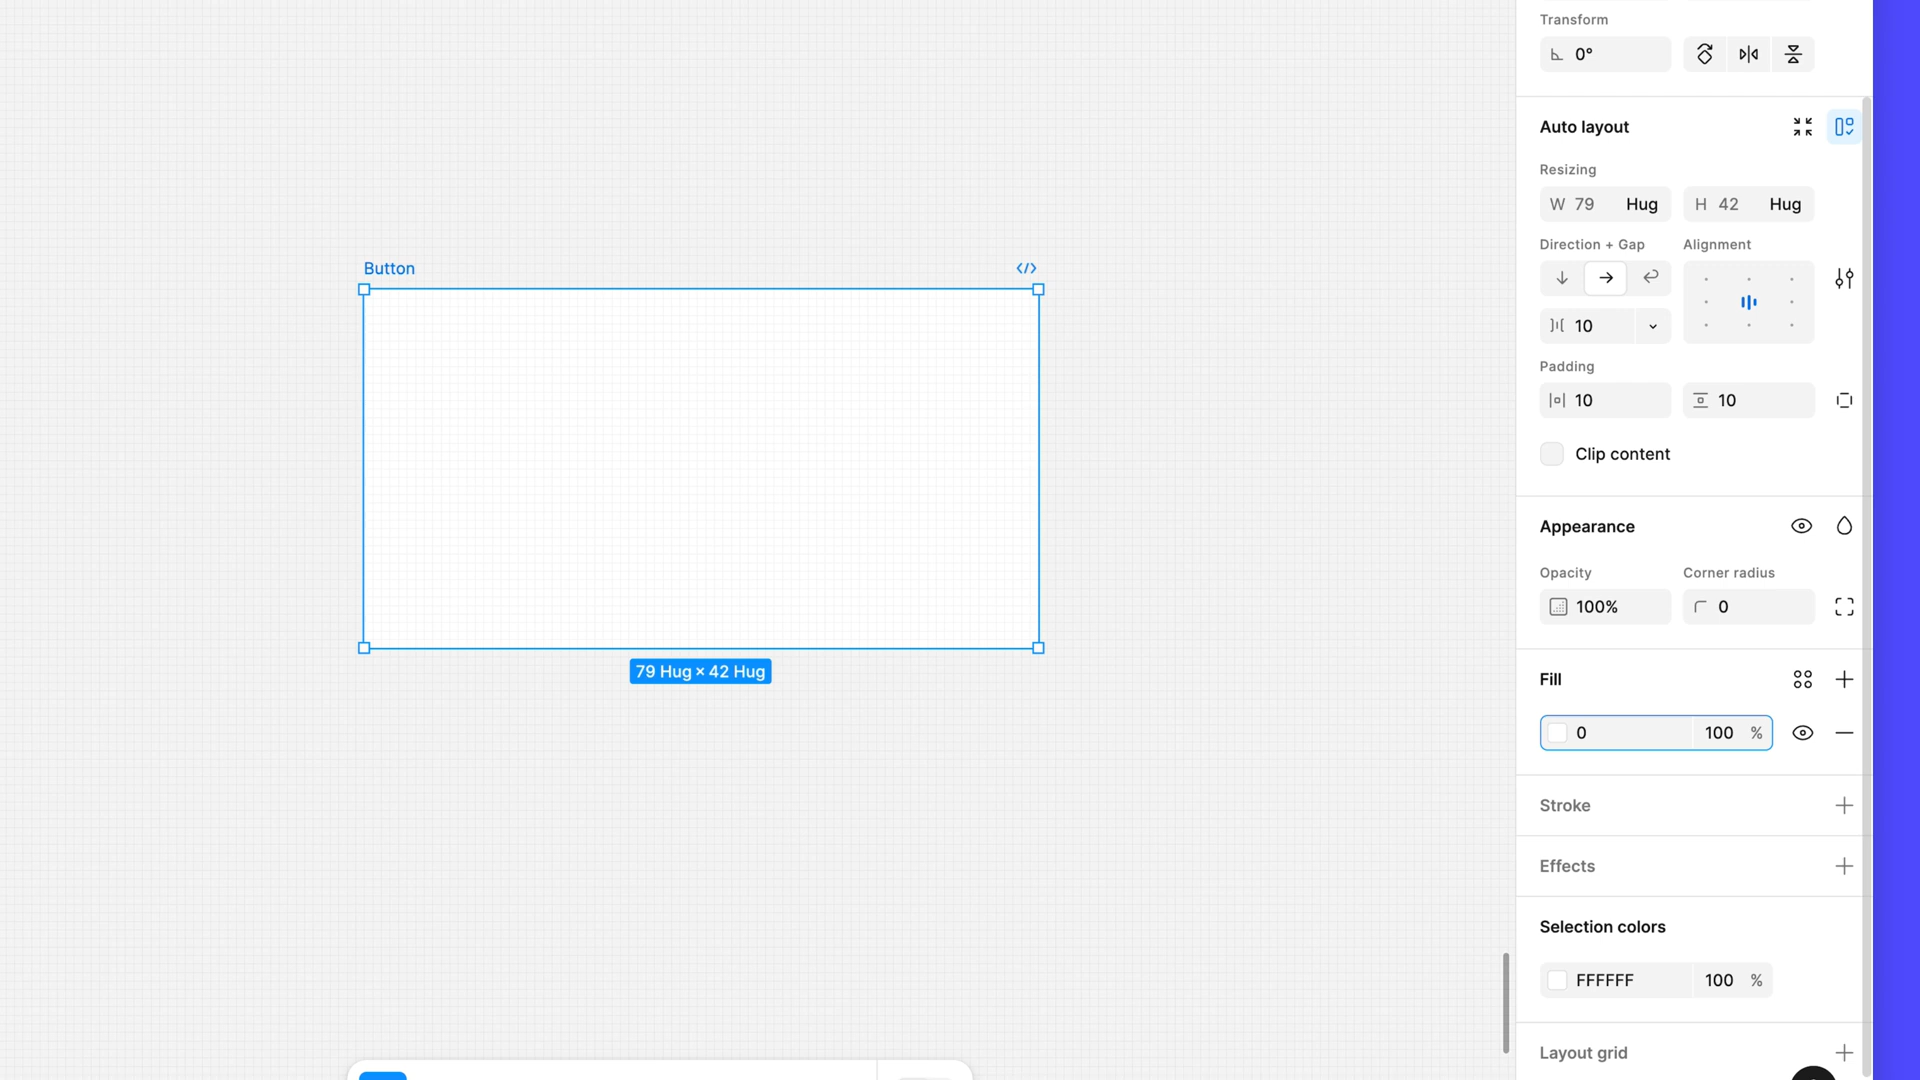 Transform
0°
Auto layout
Resizing
W 79 Hug
H 42 Hug
Direction + Gap
Alignment
10
Padding
10
10
Clip content
Appearance
Opacity
Corner radius
100%
0
Fill
0 100 %
Stroke
Effects
Selection colors
FFFFFF 100 %
Layout grid
Button
</>
79 Hug × 42 Hug